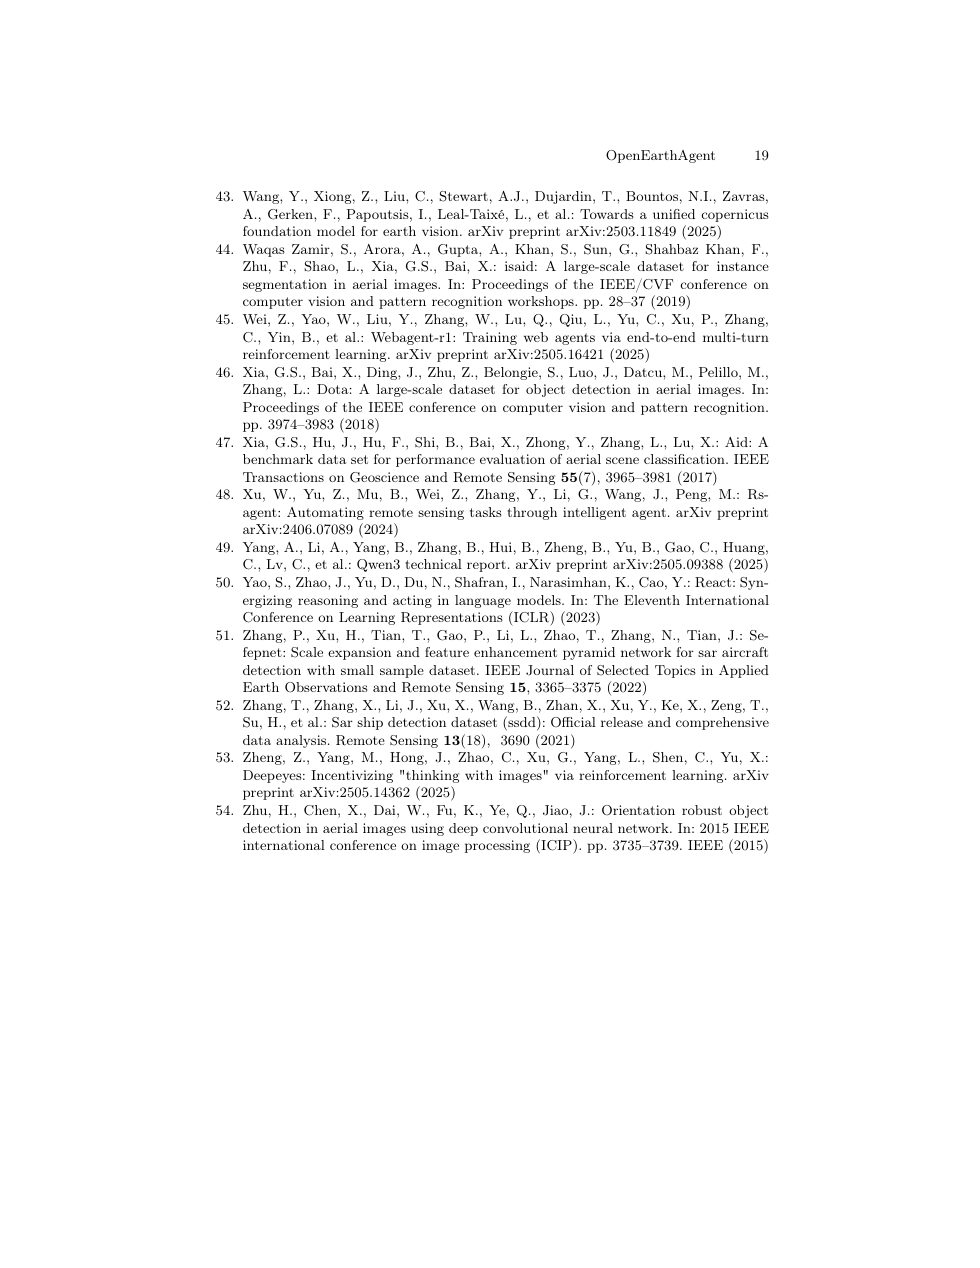 OpenEarthAgent 19
43. Wang, Y., Xiong, Z., Liu, C., Stewart, A.J., Dujardin, T., Bountos, N.I., Zavras,
A., Gerken, F., Papoutsis, I., Leal-Taixé, L., et al.: Towards a unified copernicus
foundation model for earth vision. arXiv preprint arXiv:2503.11849 (2025)
44. Waqas Zamir, S., Arora, A., Gupta, A., Khan, S., Sun, G., Shahbaz Khan, F.,
Zhu, F., Shao, L., Xia, G.S., Bai, X.: isaid: A large-scale dataset for instance
segmentation in aerial images. In: Proceedings of the IEEE/CVF conference on
computer vision and pattern recognition workshops. pp. 28–37 (2019)
45. Wei, Z., Yao, W., Liu, Y., Zhang, W., Lu, Q., Qiu, L., Yu, C., Xu, P., Zhang,
C., Yin, B., et al.: Webagent-r1: Training web agents via end-to-end multi-turn
reinforcement learning. arXiv preprint arXiv:2505.16421 (2025)
46. Xia, G.S., Bai, X., Ding, J., Zhu, Z., Belongie, S., Luo, J., Datcu, M., Pelillo, M.,
Zhang, L.: Dota: A large-scale dataset for object detection in aerial images. In:
Proceedings of the IEEE conference on computer vision and pattern recognition.
pp. 3974–3983 (2018)
47. Xia, G.S., Hu, J., Hu, F., Shi, B., Bai, X., Zhong, Y., Zhang, L., Lu, X.: Aid: A
benchmark data set for performance evaluation of aerial scene classification. IEEE
Transactions on Geoscience and Remote Sensing 55(7), 3965–3981 (2017)
48. Xu, W., Yu, Z., Mu, B., Wei, Z., Zhang, Y., Li, G., Wang, J., Peng, M.: Rs-
agent: Automating remote sensing tasks through intelligent agent. arXiv preprint
arXiv:2406.07089 (2024)
49. Yang, A., Li, A., Yang, B., Zhang, B., Hui, B., Zheng, B., Yu, B., Gao, C., Huang,
C., Lv, C., et al.: Qwen3 technical report. arXiv preprint arXiv:2505.09388 (2025)
50. Yao, S., Zhao, J., Yu, D., Du, N., Shafran, I., Narasimhan, K., Cao, Y.: React: Syn-
ergizing reasoning and acting in language models. In: The Eleventh International
Conference on Learning Representations (ICLR) (2023)
51. Zhang, P., Xu, H., Tian, T., Gao, P., Li, L., Zhao, T., Zhang, N., Tian, J.: Se-
fepnet: Scale expansion and feature enhancement pyramid network for sar aircraft
detection with small sample dataset. IEEE Journal of Selected Topics in Applied
Earth Observations and Remote Sensing 15, 3365–3375 (2022)
52. Zhang, T., Zhang, X., Li, J., Xu, X., Wang, B., Zhan, X., Xu, Y., Ke, X., Zeng, T.,
Su, H., et al.: Sar ship detection dataset (ssdd): Official release and comprehensive
data analysis. Remote Sensing 13(18), 3690 (2021)
53. Zheng, Z., Yang, M., Hong, J., Zhao, C., Xu, G., Yang, L., Shen, C., Yu, X.:
Deepeyes: Incentivizing "thinking with images" via reinforcement learning. arXiv
preprint arXiv:2505.14362 (2025)
54. Zhu, H., Chen, X., Dai, W., Fu, K., Ye, Q., Jiao, J.: Orientation robust object
detection in aerial images using deep convolutional neural network. In: 2015 IEEE
international conference on image processing (ICIP). pp. 3735–3739. IEEE (2015)